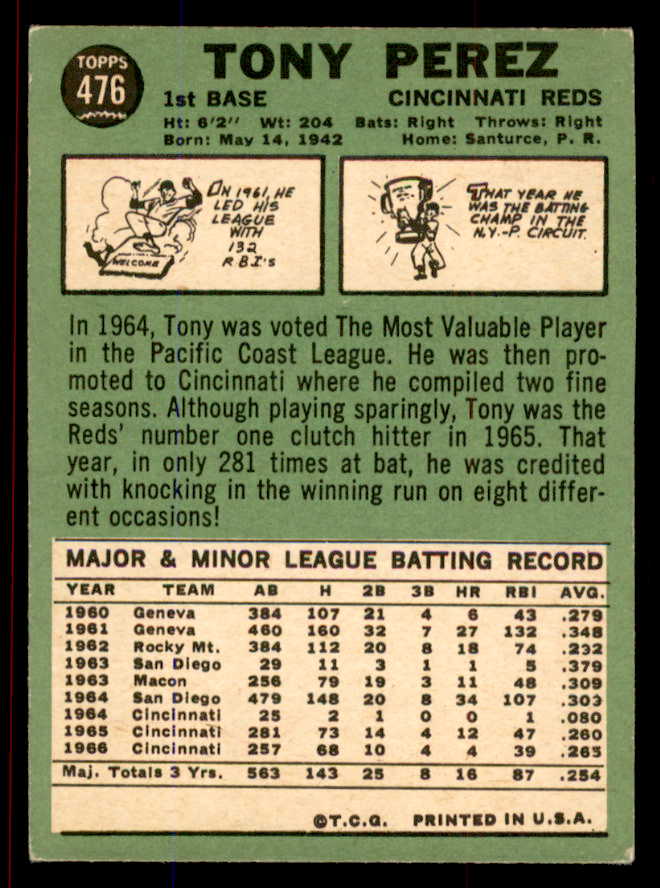 TOPPS
476
TONY PEREZ
1st BASE CINCINNATI REDS
Ht: 6'2" Wt: 204 Bats: Right Throws: Right
Born: May 14, 1942 Home: Santurce, P. R.
IN 1961, HE
LED HIS
LEAGUE
WITH
132
R.B.I'S
WELCOME
THAT YEAR HE
WAS THE BATTING
CHAMP IN THE
N.Y.-P. CIRCUIT.
In 1964, Tony was voted The Most Valuable Player
in the Pacific Coast League. He was then pro-
moted to Cincinnati where he compiled two fine
seasons. Although playing sparingly, Tony was the
Reds' number one clutch hitter in 1965. That
year, in only 281 times at bat, he was credited
with knocking in the winning run on eight differ-
ent occasions!
MAJOR & MINOR LEAGUE BATTING RECORD
YEAR TEAM AB H 2B 3B HR RBI AVG.
1960 Geneva 384 107 21 4 6 43 .279
1961 Geneva 460 160 32 7 27 132 .348
1962 Rocky Mt. 384 112 20 8 18 74 .292
1963 San Diego 29 11 3 1 1 5 .379
1963 Macon 256 79 19 3 11 48 .309
1964 San Diego 479 148 20 8 34 107 .309
1964 Cincinnati 25 2 1 0 0 1 .080
1965 Cincinnati 281 73 14 4 12 47 .260
1966 Cincinnati 257 68 10 4 4 39 .265
Maj. Totals 3 Yrs. 563 143 25 8 16 87 .254
©T.C.G. PRINTED IN U.S.A.